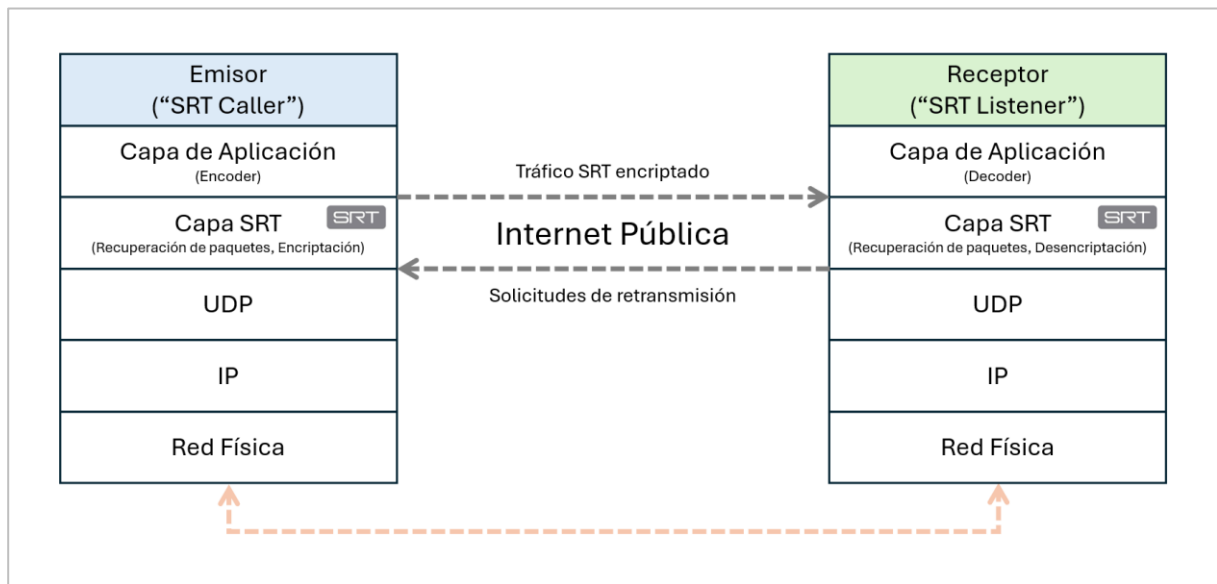 Emisor
(“SRT Caller”)
Capa de Aplicación
(Encoder)
Capa SRT
SRT
(Recuperación de paquetes, Encriptación)
UDP
IP
Red Física
Tráfico SRT encriptado
Internet Pública
Solicitudes de retransmisión
Receptor
(“SRT Listener”)
Capa de Aplicación
(Decoder)
Capa SRT
SRT
(Recuperación de paquetes, Desencriptación)
UDP
IP
Red Física